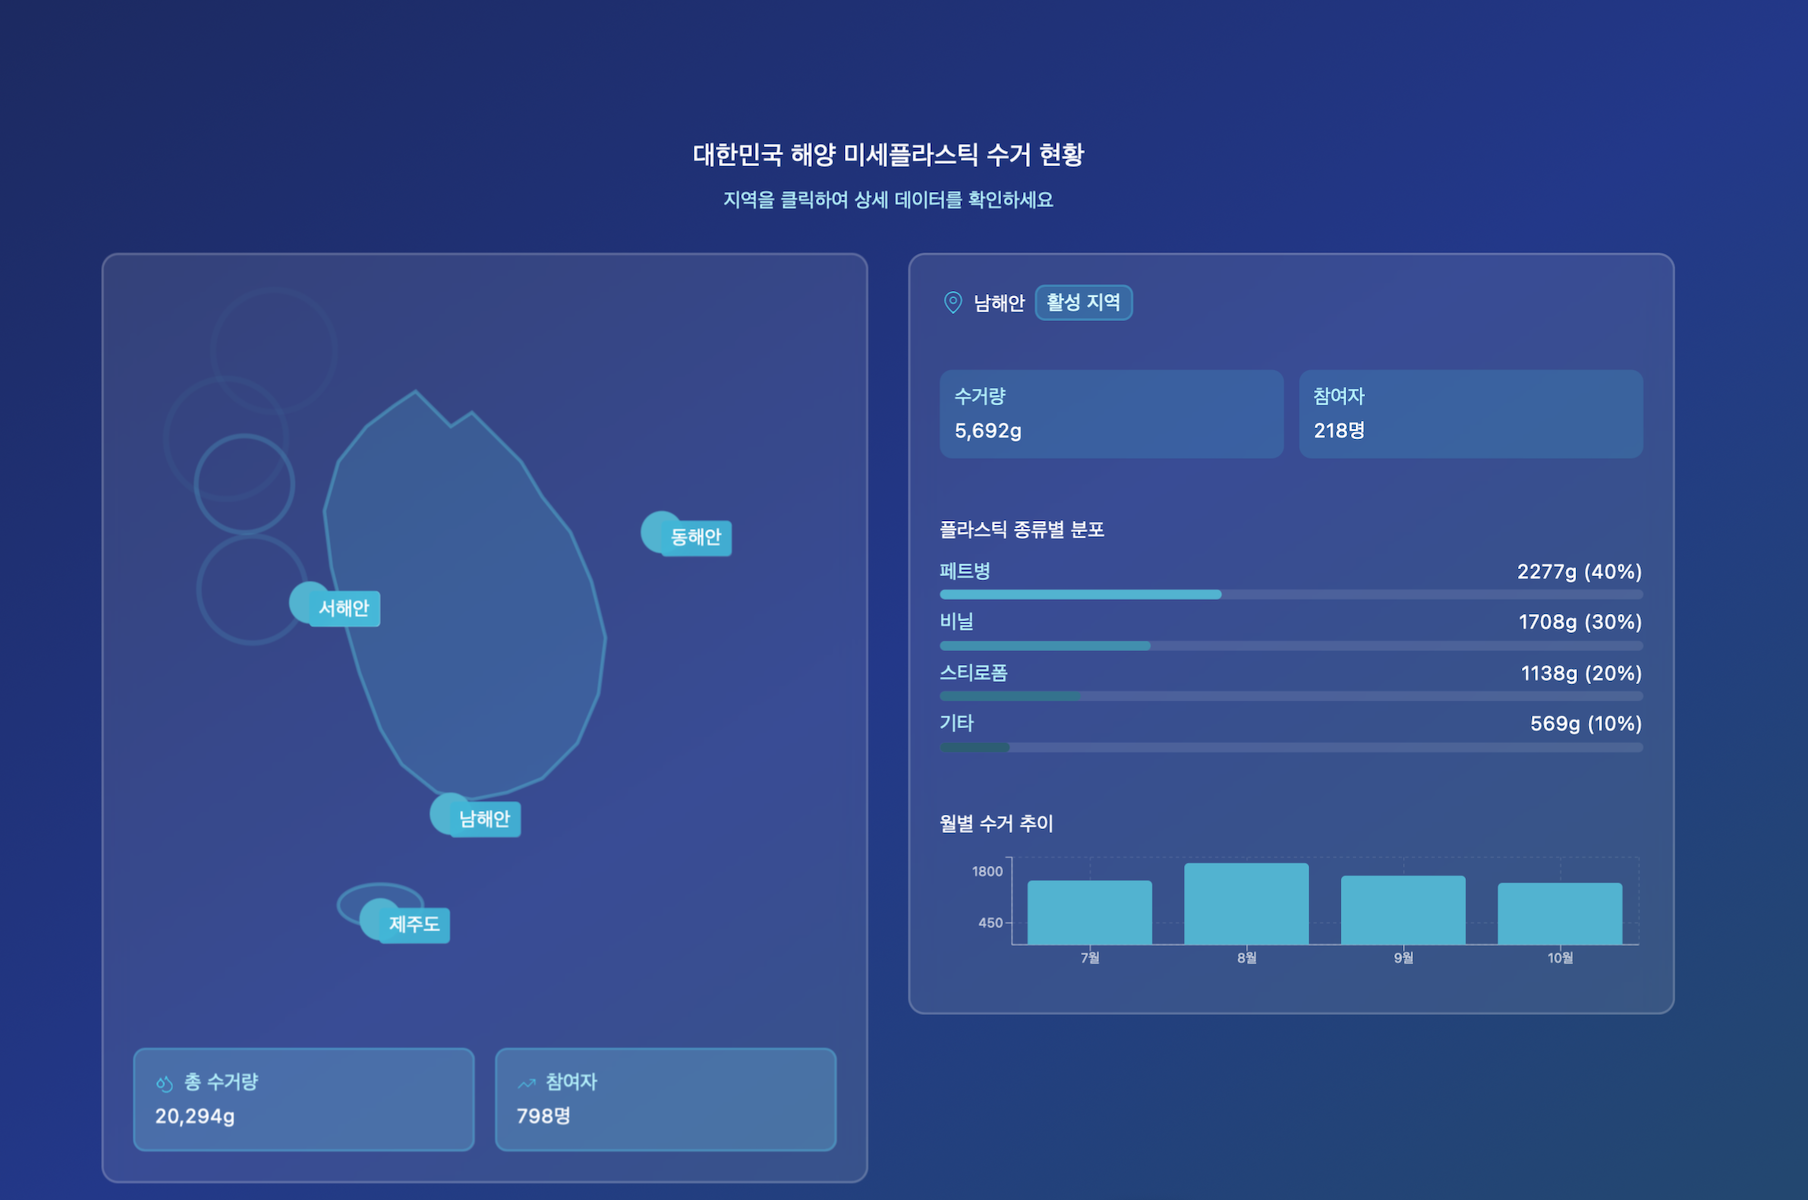 대한민국 해양 미세플라스틱 수거 현황
지역을 클릭하여 상세 데이터를 확인하세요
동해안
서해안
남해안
제주도
총 수거량
20,294g
참여자
798명
남해안 활성 지역
수거량
5,692g
참여자
218명
플라스틱 종류별 분포
페트병 2277g (40%)
비닐 1708g (30%)
스티로폼 1138g (20%)
기타 569g (10%)
월별 수거 추이
1800
450
7월 8월 9월 10월